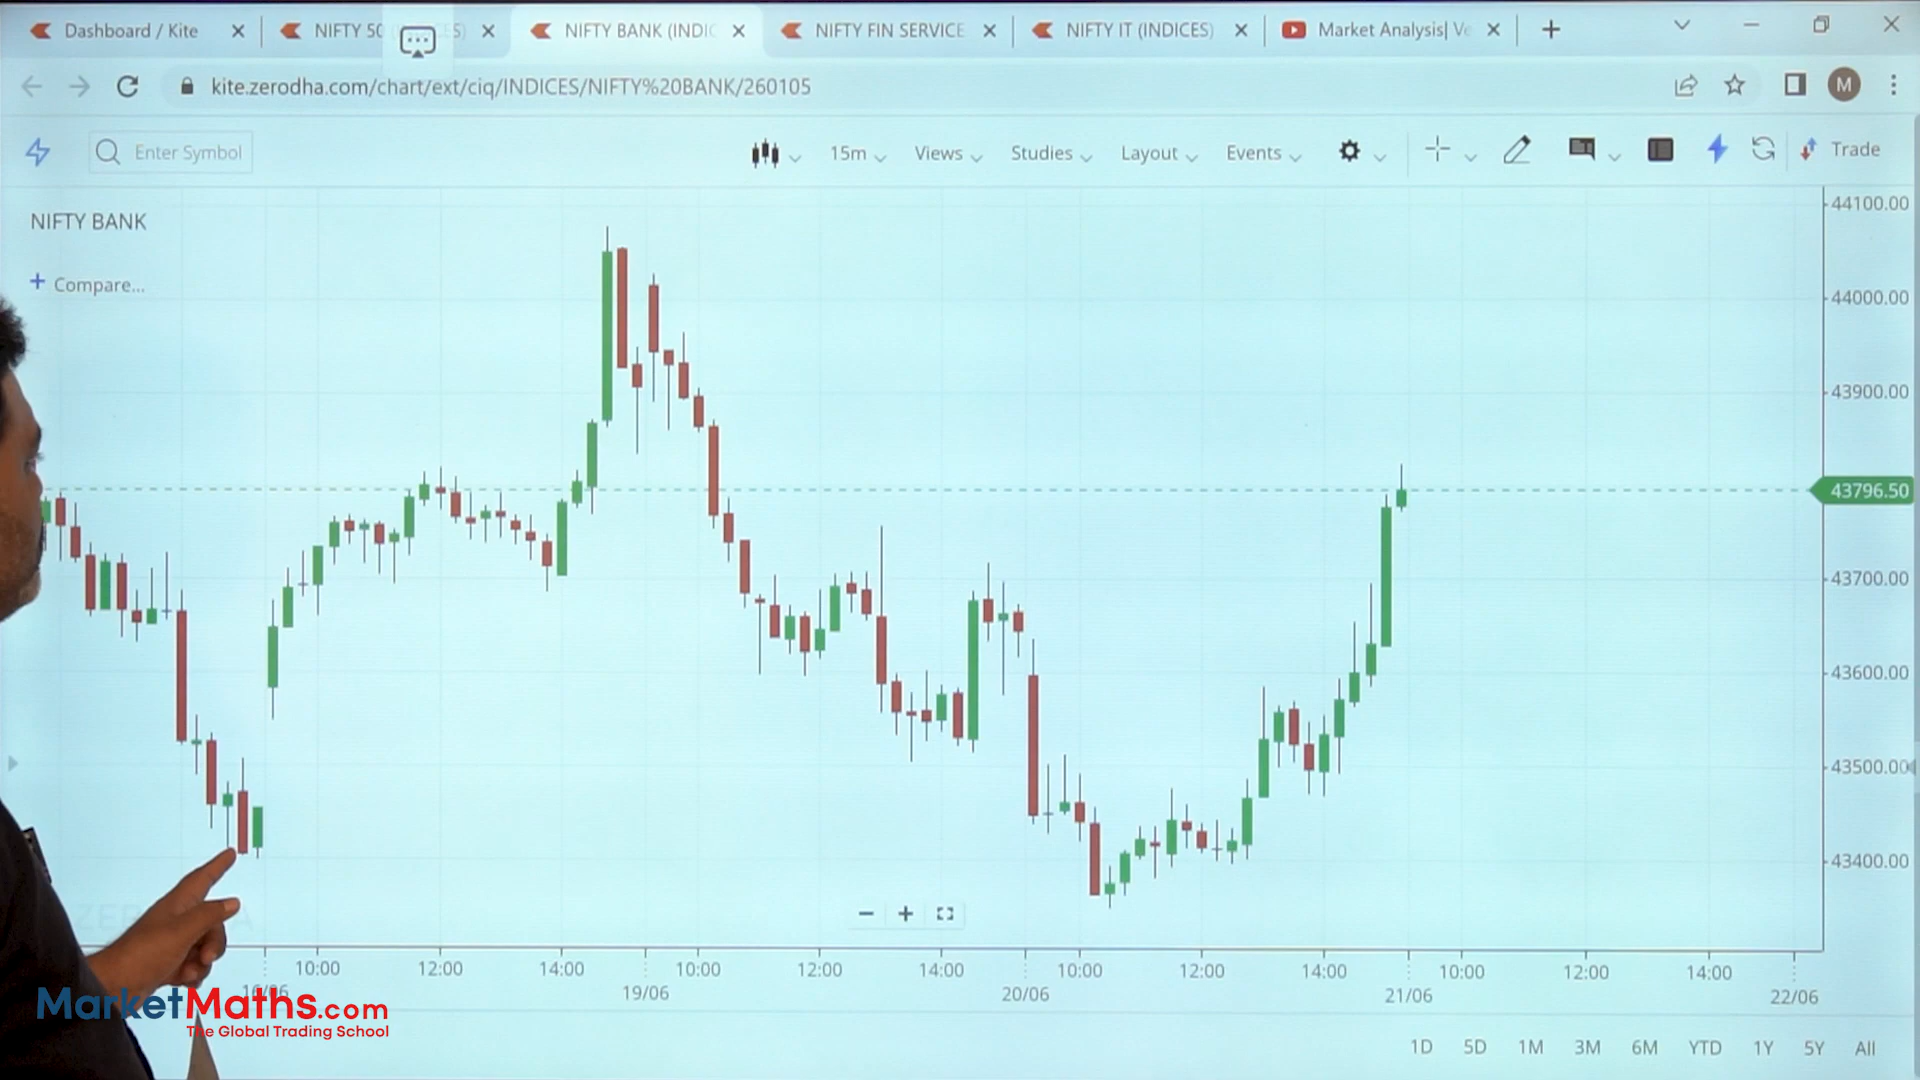 Dashboard / Kite
NIFTY 50
NIFTY BANK (INDIC
NIFTY FIN SERVICE
NIFTY IT (INDICES)
Market Analysis| Ve
kite.zerodha.com/chart/ext/ciq/INDICES/NIFTY%20BANK/260105
M
Enter Symbol
15m
Views
Studies
Layout
Events
Trade
NIFTY BANK
+ Compare...
44100.00
44000.00
43900.00
43796.50
43700.00
43600.00
43500.00
43400.00
10:00 12:00 14:00 10:00 12:00 14:00 10:00 12:00 14:00 10:00 12:00 14:00
16/06 19/06 20/06 21/06 22/06
MarketMaths.com
The Global Trading School
1D 5D 1M 3M 6M YTD 1Y 5Y All